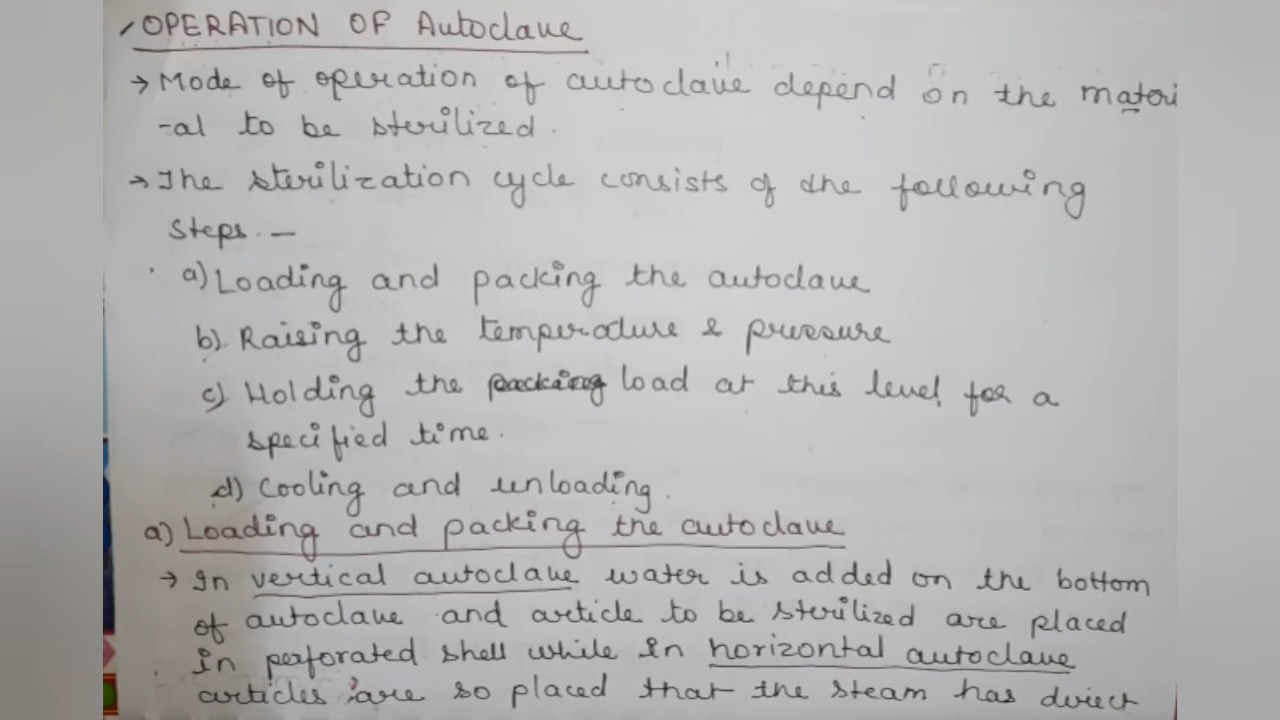 OPERATION OF Autoclave
→ Mode of operation of autoclave depend on the materi
-al to be sterilized.
→ The sterilization cycle consists of the following
steps. —
a) Loading and packing the autoclave
b) Raising the temperature & pressure
c) Holding the packing load at this level for a
specified time.
d) Cooling and unloading.
a) Loading and packing the autoclave
→ In vertical autoclave water is added on the bottom
of autoclave and article to be sterilized are placed
in perforated shell while in horizontal autoclave
articles are so placed that the steam has direct